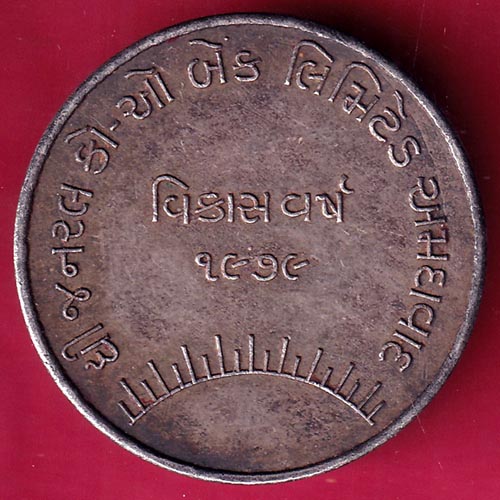 ધી જનરલ કો-ઓ બેંક લિમિટેડ અમદાવાદ
વિકાસ વર્ષ
૧૯૭૯